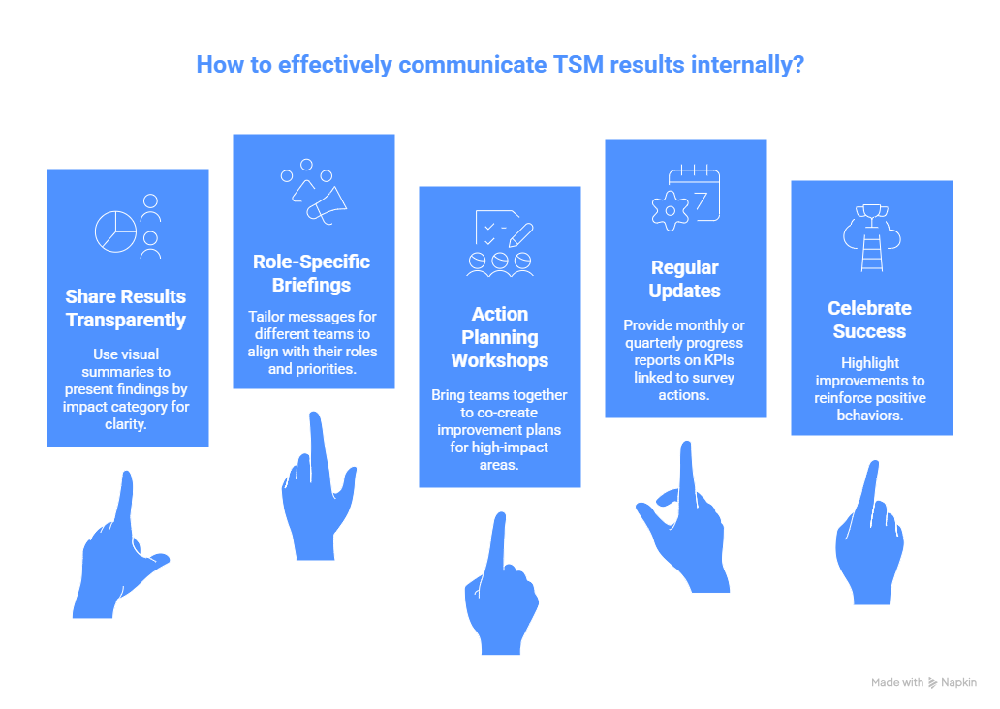 How to effectively communicate TSM results internally?
Share Results
Transparently
Use visual
summaries to
present findings by
impact category for
clarity.
Role-Specific
Briefings
Tailor messages for
different teams to
align with their roles
and priorities.
Action
Planning
Workshops
Bring teams together
to co-create
improvement plans
for high-impact
areas.
7
Regular
Updates
Provide monthly or
quarterly progress
reports on KPIs
linked to survey
actions.
Celebrate
Success
Highlight
improvements to
reinforce positive
behaviors.
Made with Napkin